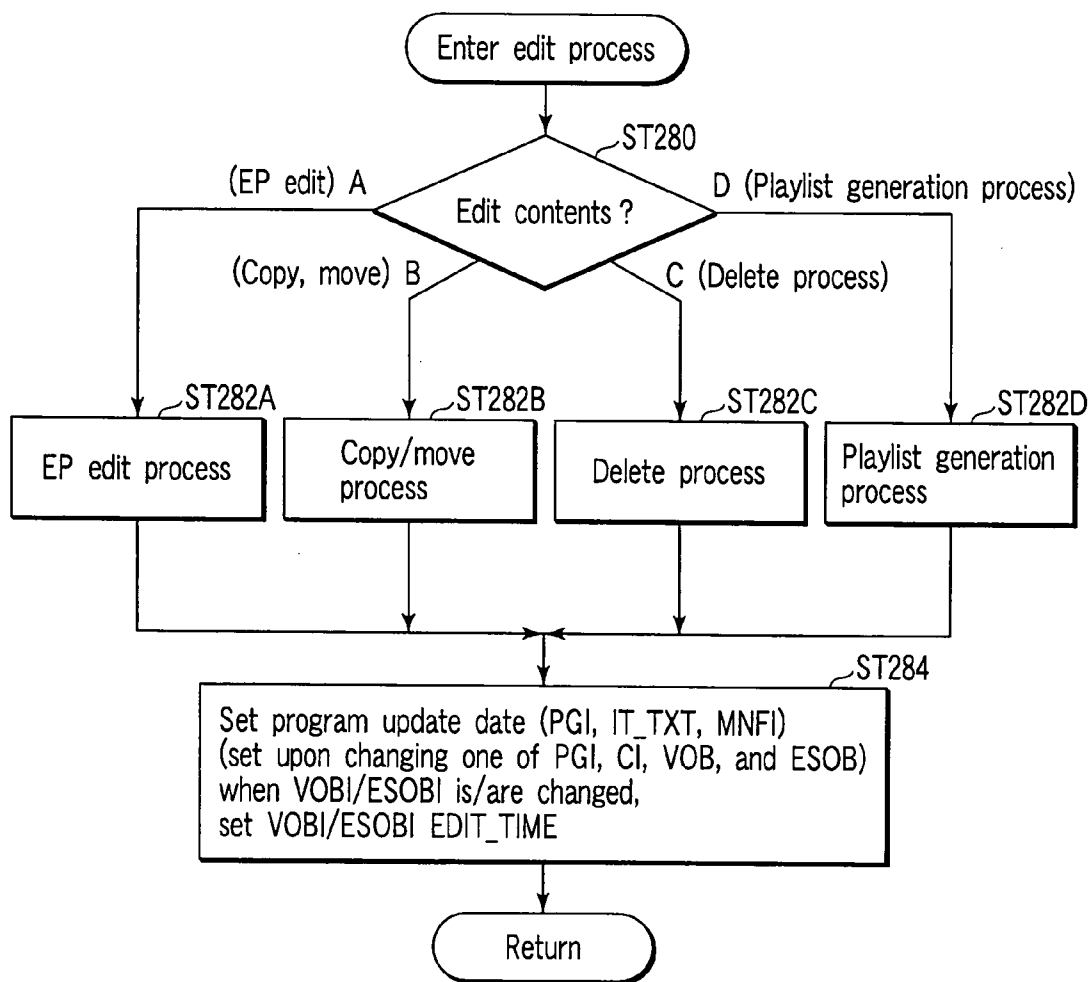 Enter edit process
ST280
(EP edit) A
D (Playlist generation process)
Edit contents ?
(Copy, move) B
C (Delete process)
ST282A
ST282B
ST282C
ST282D
EP edit process
Copy/move
process
Delete process
Playlist generation
process
ST284
Set program update date (PGI, IT_TXT, MNFI)
(set upon changing one of PGI, CI, VOB, and ESOB)
when VOBI/ESOBI is/are changed,
set VOBI/ESOBI EDIT_TIME
Return